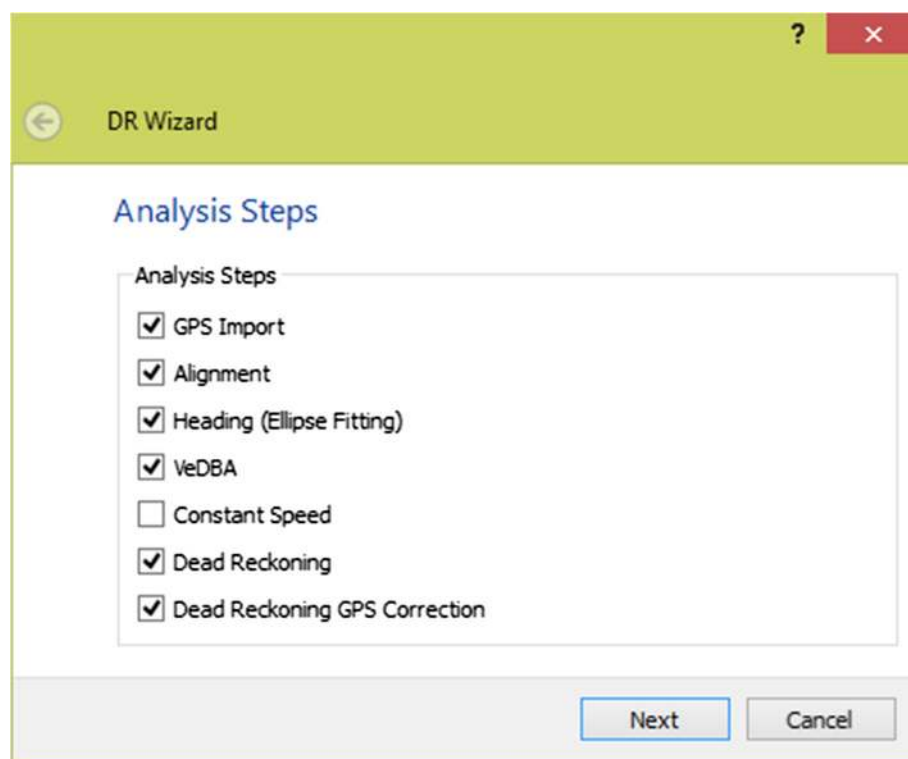 ?
DR Wizard
Analysis Steps
Analysis Steps
GPS Import
Alignment
Heading (Ellipse Fitting)
VeDBA
Constant Speed
Dead Reckoning
Dead Reckoning GPS Correction
Next Cancel